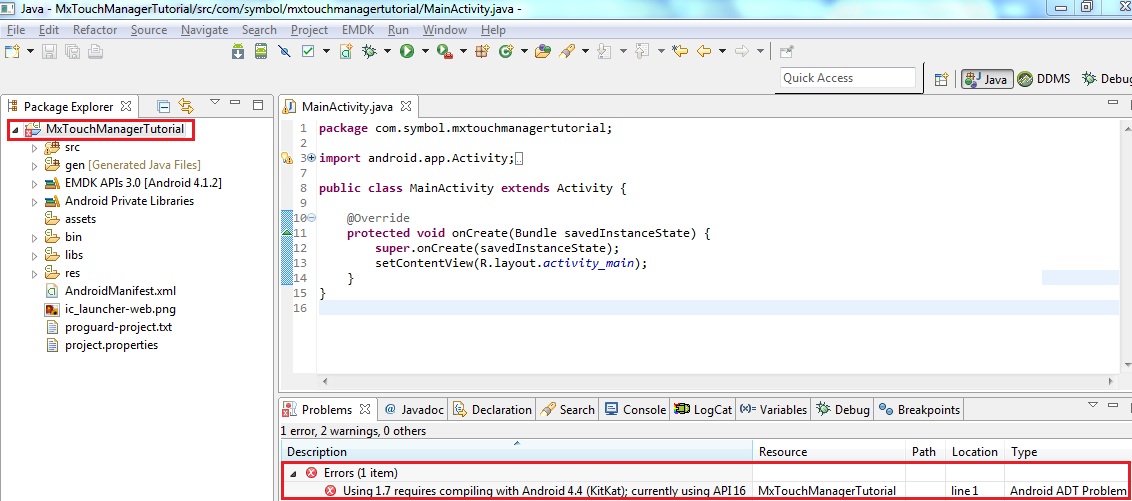 Java - MxTouchManagerTutorial/src/com/symbol/mxtouchmanagertutorial/MainActivity.java -
File Edit Refactor Source Navigate Search Project EMDK Run Window Help
Quick Access
Java DDMS Debug
Package Explorer
MxTouchManagerTutorial
src
gen [Generated Java Files]
EMDK APIs 3.0 [Android 4.1.2]
Android Private Libraries
assets
bin
libs
res
AndroidManifest.xml
ic_launcher-web.png
proguard-project.txt
project.properties
MainActivity.java
1 package com.symbol.mxtouchmanagertutorial;
2
3 import android.app.Activity;
7
8 public class MainActivity extends Activity {
9
10 @Override
11 protected void onCreate(Bundle savedInstanceState) {
12 super.onCreate(savedInstanceState);
13 setContentView(R.layout.activity_main);
14 }
15 }
16
Problems @ Javadoc Declaration Search Console LogCat (x)= Variables Debug Breakpoints
1 error, 2 warnings, 0 others
Description Resource Path Location Type
Errors (1 item)
Using 1.7 requires compiling with Android 4.4 (KitKat); currently using API 16 MxTouchManagerTutorial line 1 Android ADT Problem